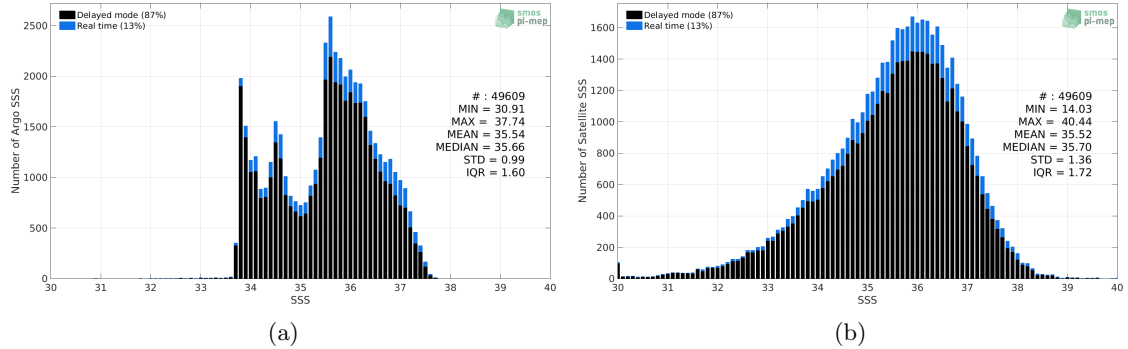 Delayed mode (87%)
Real time (13%)
smos
pi-mep
2500
2000
1500
1000
500
0
Number of Argo SSS
# : 49609
MIN = 30.91
MAX = 37.74
MEAN = 35.54
MEDIAN = 35.66
STD = 0.99
IQR = 1.60
30 31 32 33 34 35 36 37 38 39 40
SSS
(a)
Delayed mode (87%)
Real time (13%)
smos
pi-mep
1600
1400
1200
1000
800
600
400
200
0
Number of Satellite SSS
# : 49609
MIN = 14.03
MAX = 40.44
MEAN = 35.52
MEDIAN = 35.70
STD = 1.36
IQR = 1.72
30 31 32 33 34 35 36 37 38 39 40
SSS
(b)